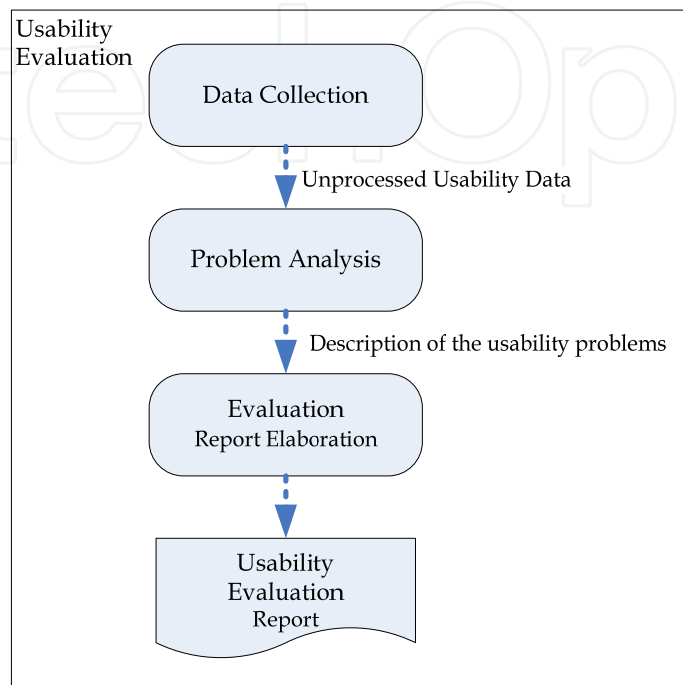 Usability
Evaluation
Data Collection
Unprocessed Usability Data
Problem Analysis
Description of the usability problems
Evaluation
Report Elaboration
Usability
Evaluation
Report